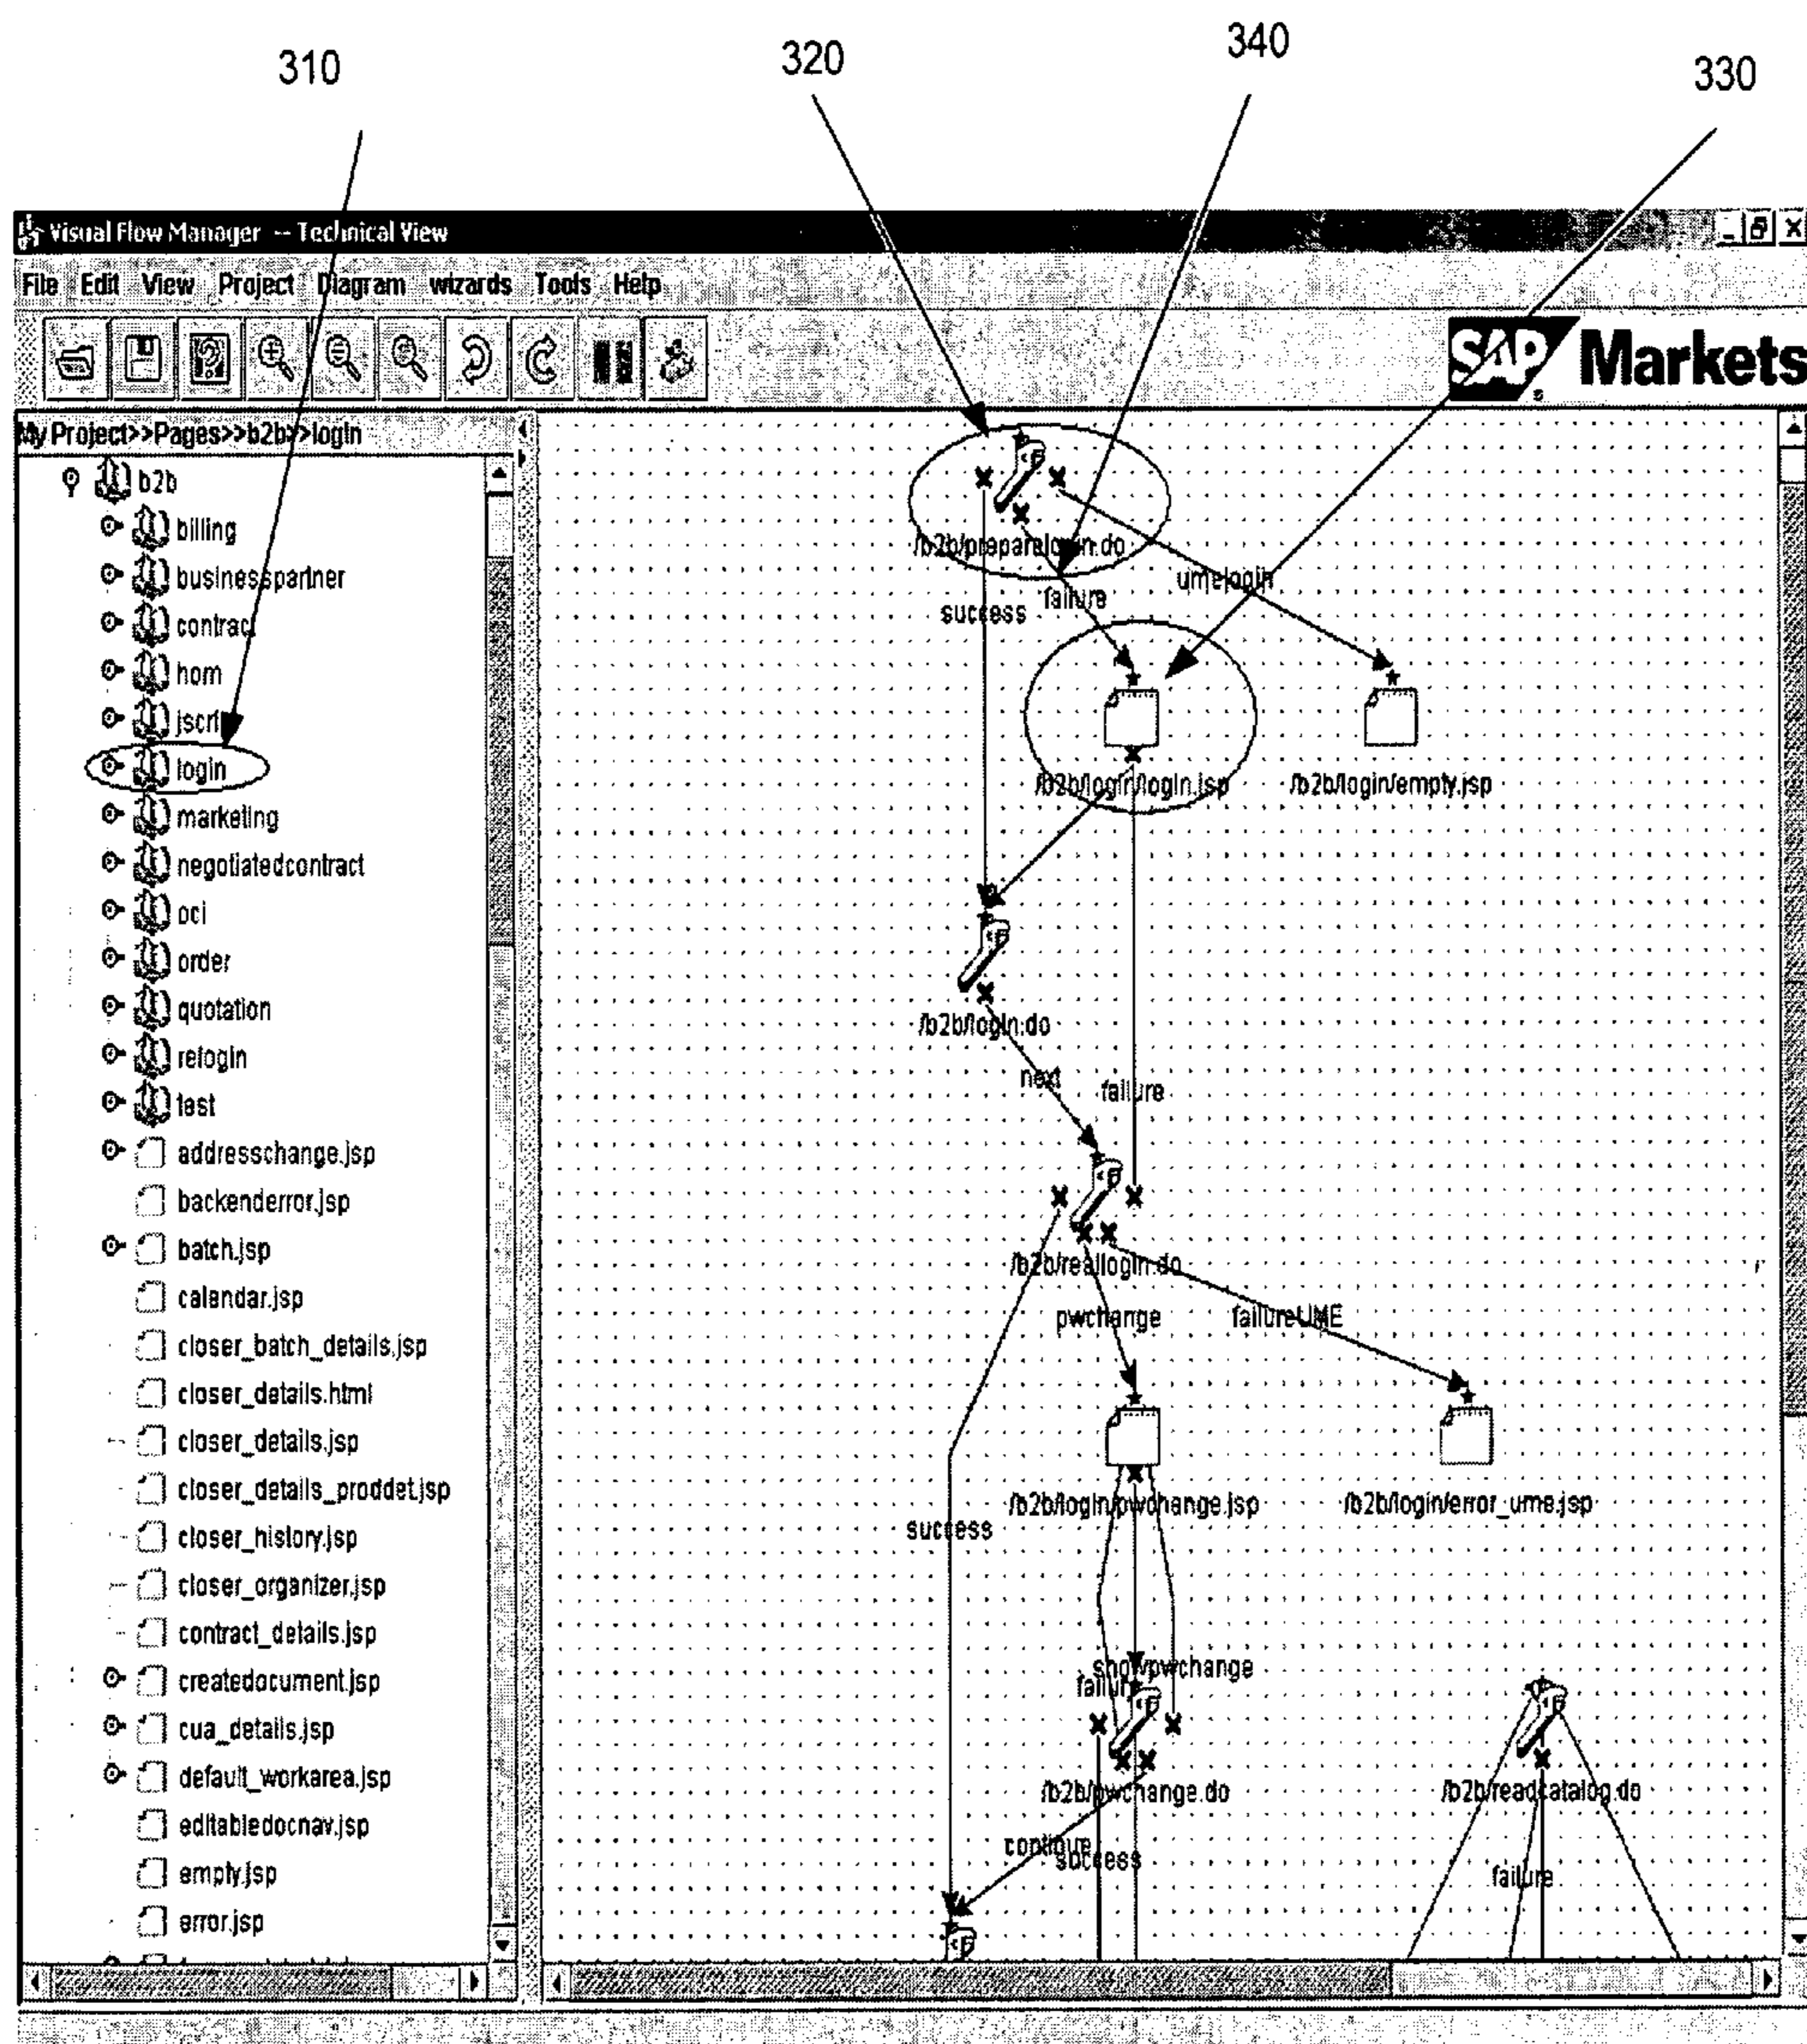 310
320
340
330
Visual Flow Manager -- Technical View
File Edit View Project Diagram wizards Tools Help
SAP Markets
My Project>>Pages>>b2b>>login
b2b
billing
businesspartner
contract
hom
login
marketing
negotiatedcontract
oci
order
quotation
relogin
test
addresschange.jsp
backenderror.jsp
batch.jsp
calendar.jsp
closer_batch_details.jsp
closer_details.html
closer_details.jsp
closer_details_proddet.jsp
closer_history.jsp
closer_organizer.jsp
contract_details.jsp
createdocument.jsp
cua_details.jsp
default_workarea.jsp
editabledocnav.jsp
empty.jsp
error.jsp
/b2b/preparelogin.do
umelogin
failure
success
/b2b/login/login.jsp
/b2b/login/empty.jsp
/b2b/login.do
next
failure
/b2b/reallogin.do
pwchange
failureUME
/b2b/login/pwchange.jsp
/b2b/login/error_ume.jsp
success
showpwchange
failure
/b2b/pwchange.do
/b2b/readcatalog.do
continue
success
failure